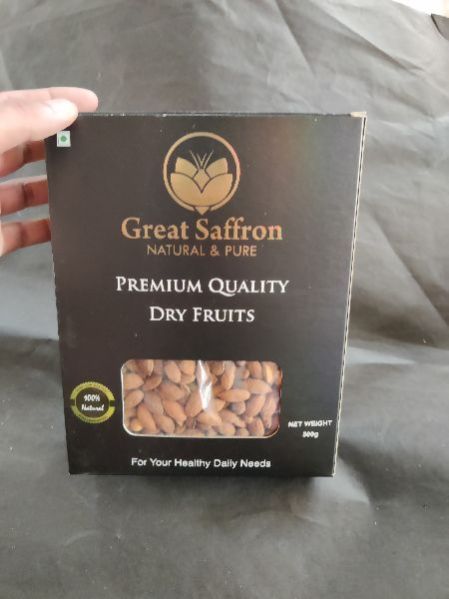 Great Saffron
NATURAL & PURE
PREMIUM QUALITY
DRY FRUITS
100%
Natural
NET WEIGHT
500g
For Your Healthy Daily Needs